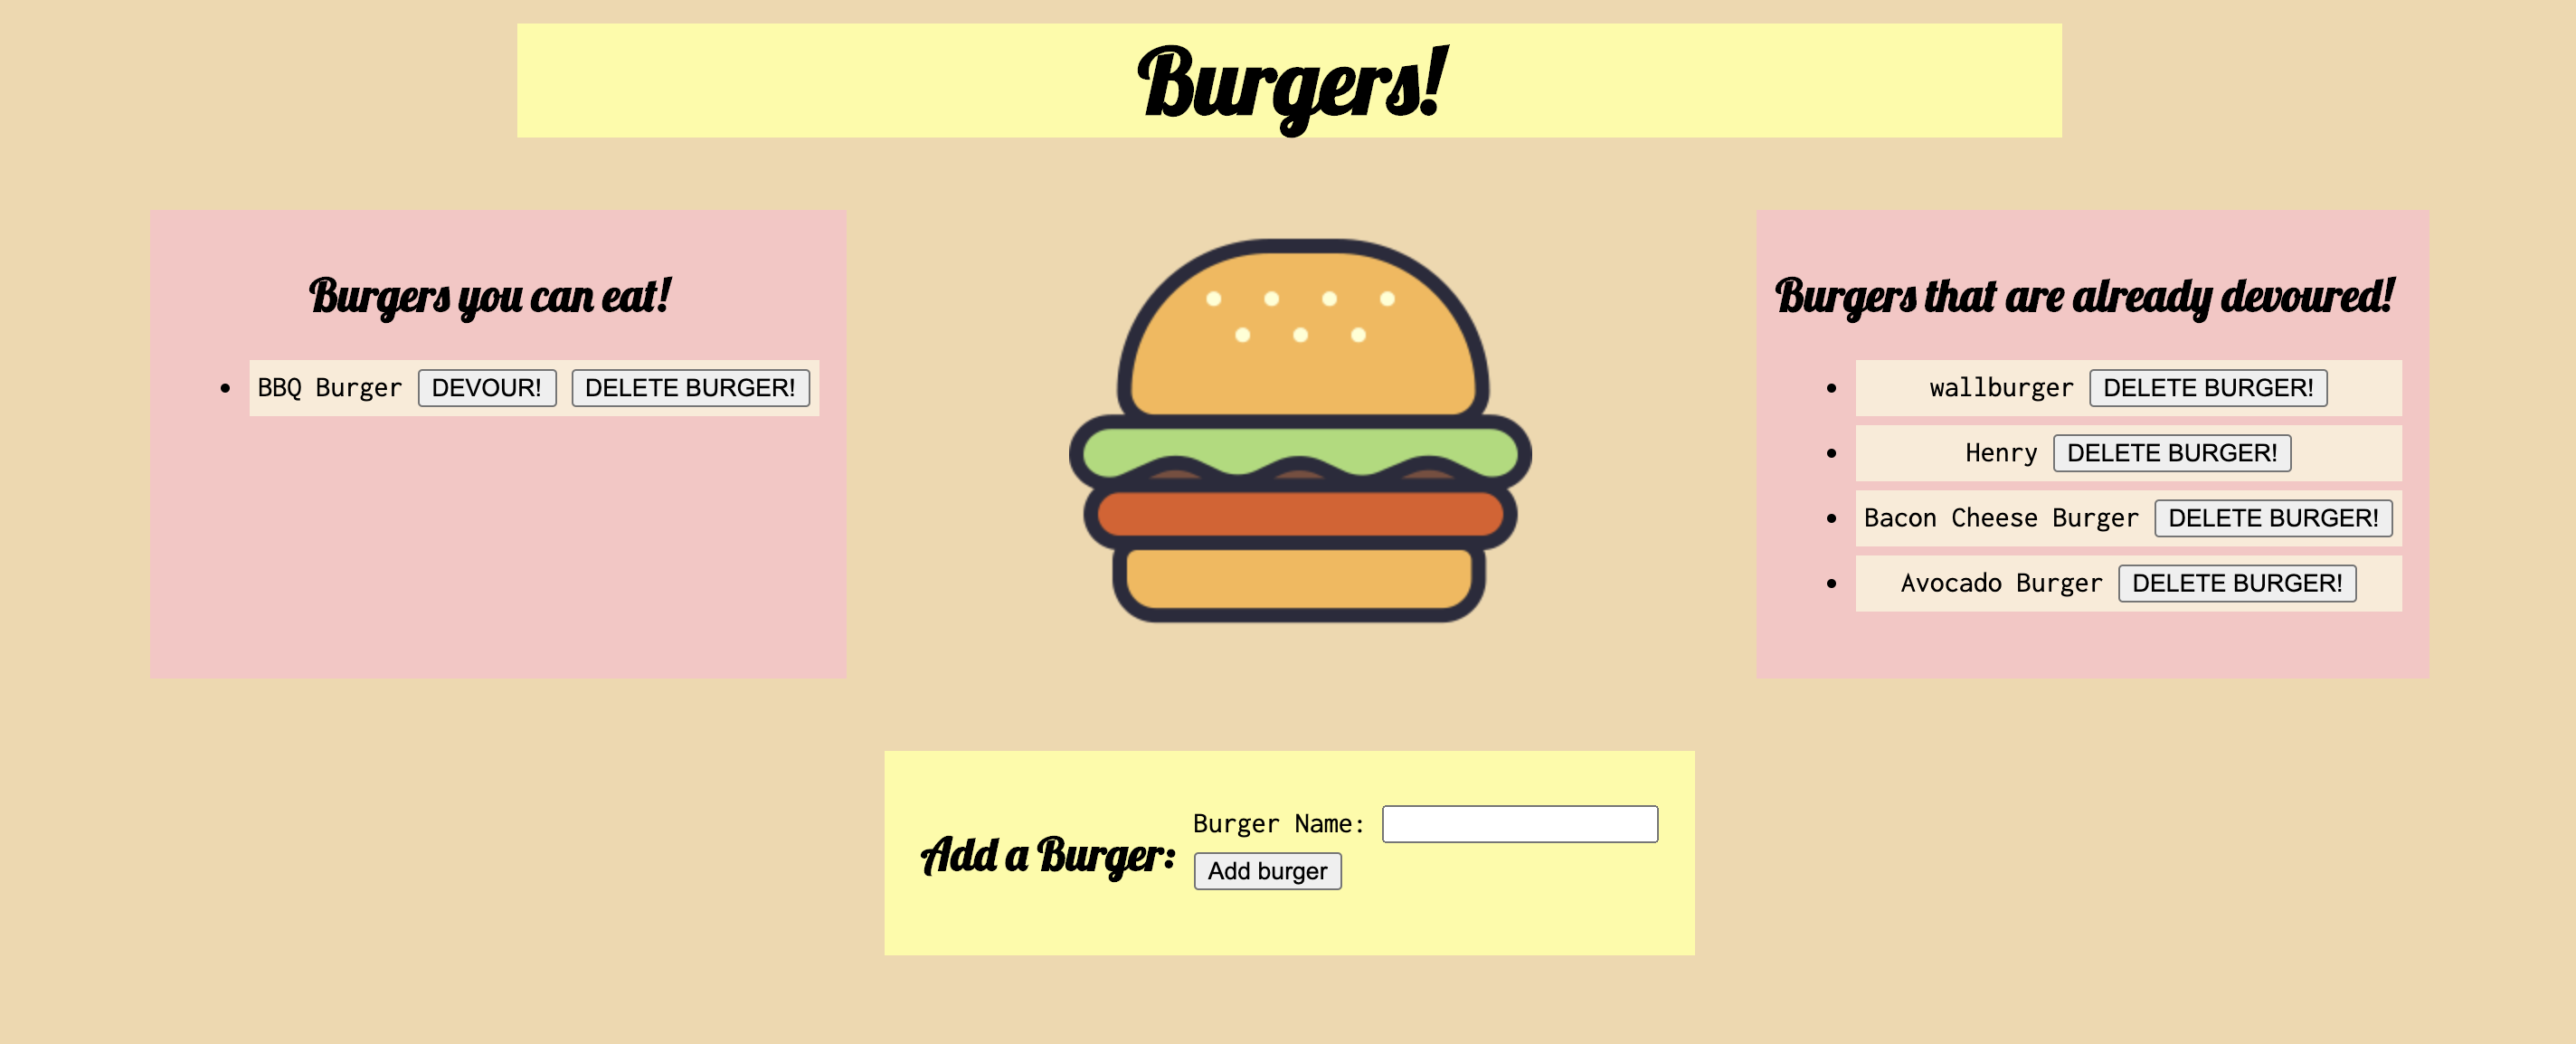 Burgers!
Burgers you can eat!
BBQ Burger DEVOUR! DELETE BURGER!
Burgers that are already devoured!
wallburger DELETE BURGER!
Henry DELETE BURGER!
Bacon Cheese Burger DELETE BURGER!
Avocado Burger DELETE BURGER!
Add a Burger:
Burger Name:
Add burger